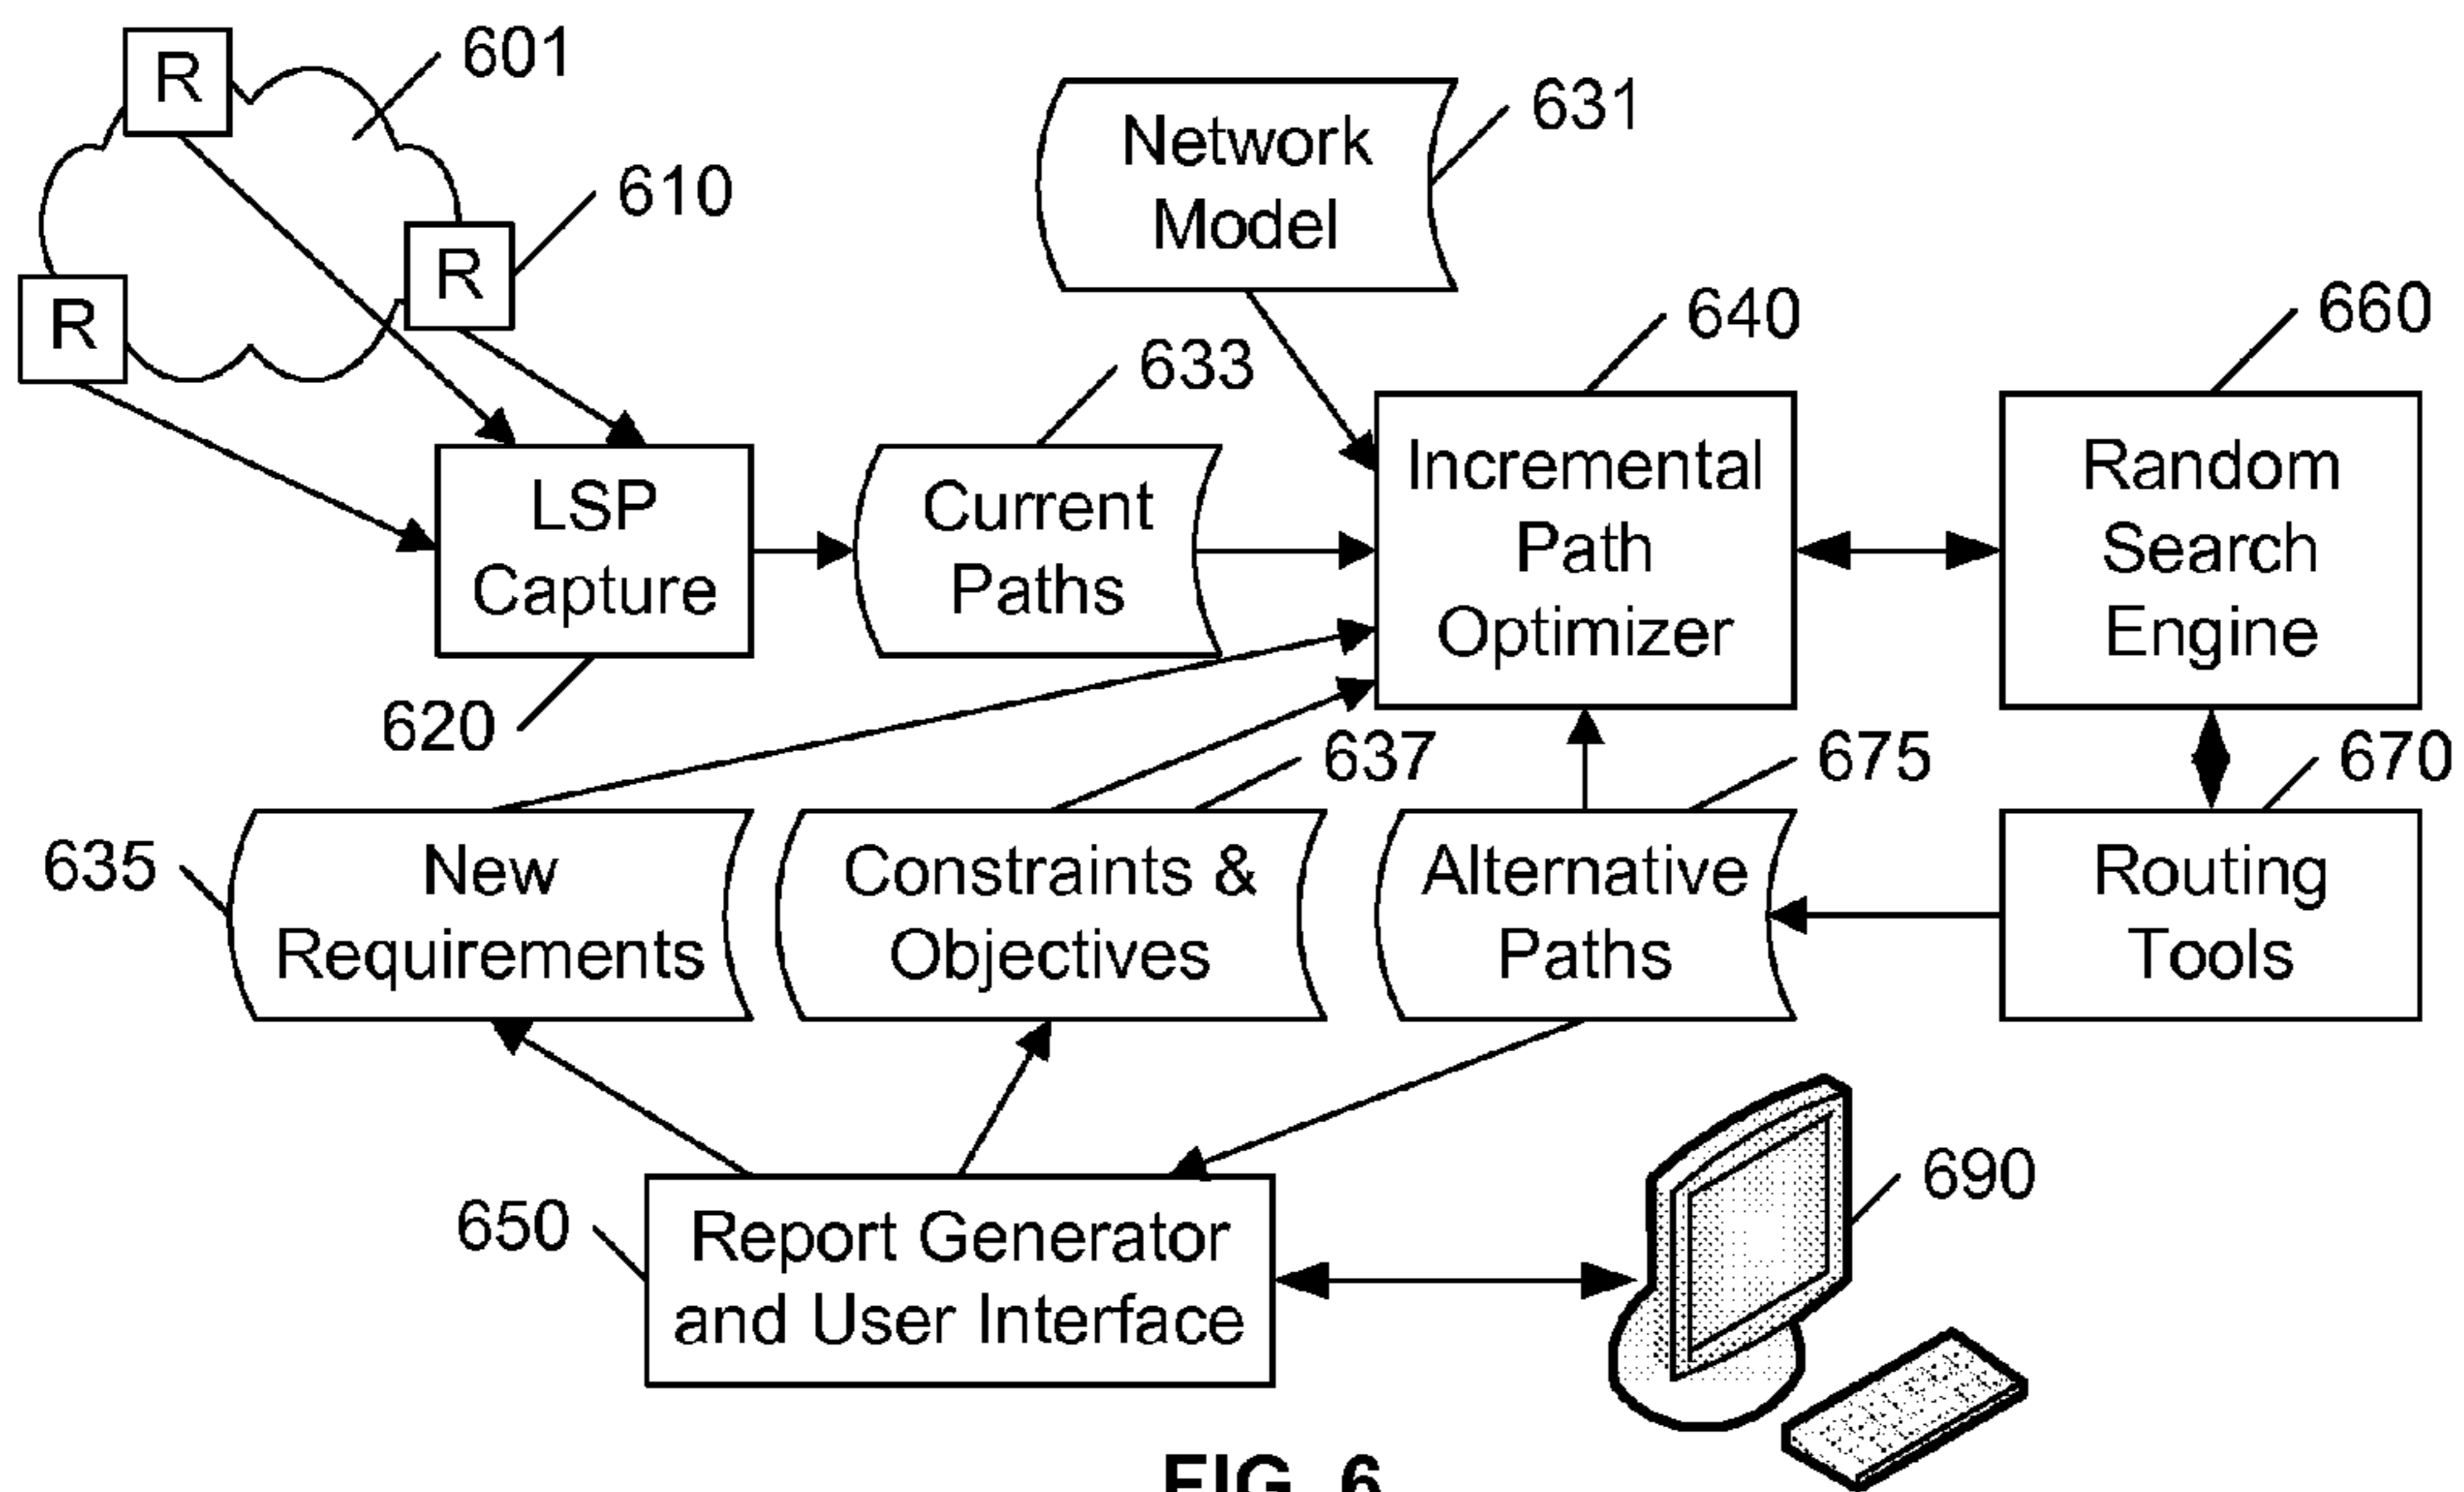 R
601
R
610
R
Network
Model
631
LSP
Capture
620
Current
Paths
633
Incremental
Path
Optimizer
640
Random
Search
Engine
660
635
New
Requirements
Constraints &
Objectives
637
Alternative
Paths
675
Routing
Tools
670
650
Report Generator
and User Interface
690
FIG. 6